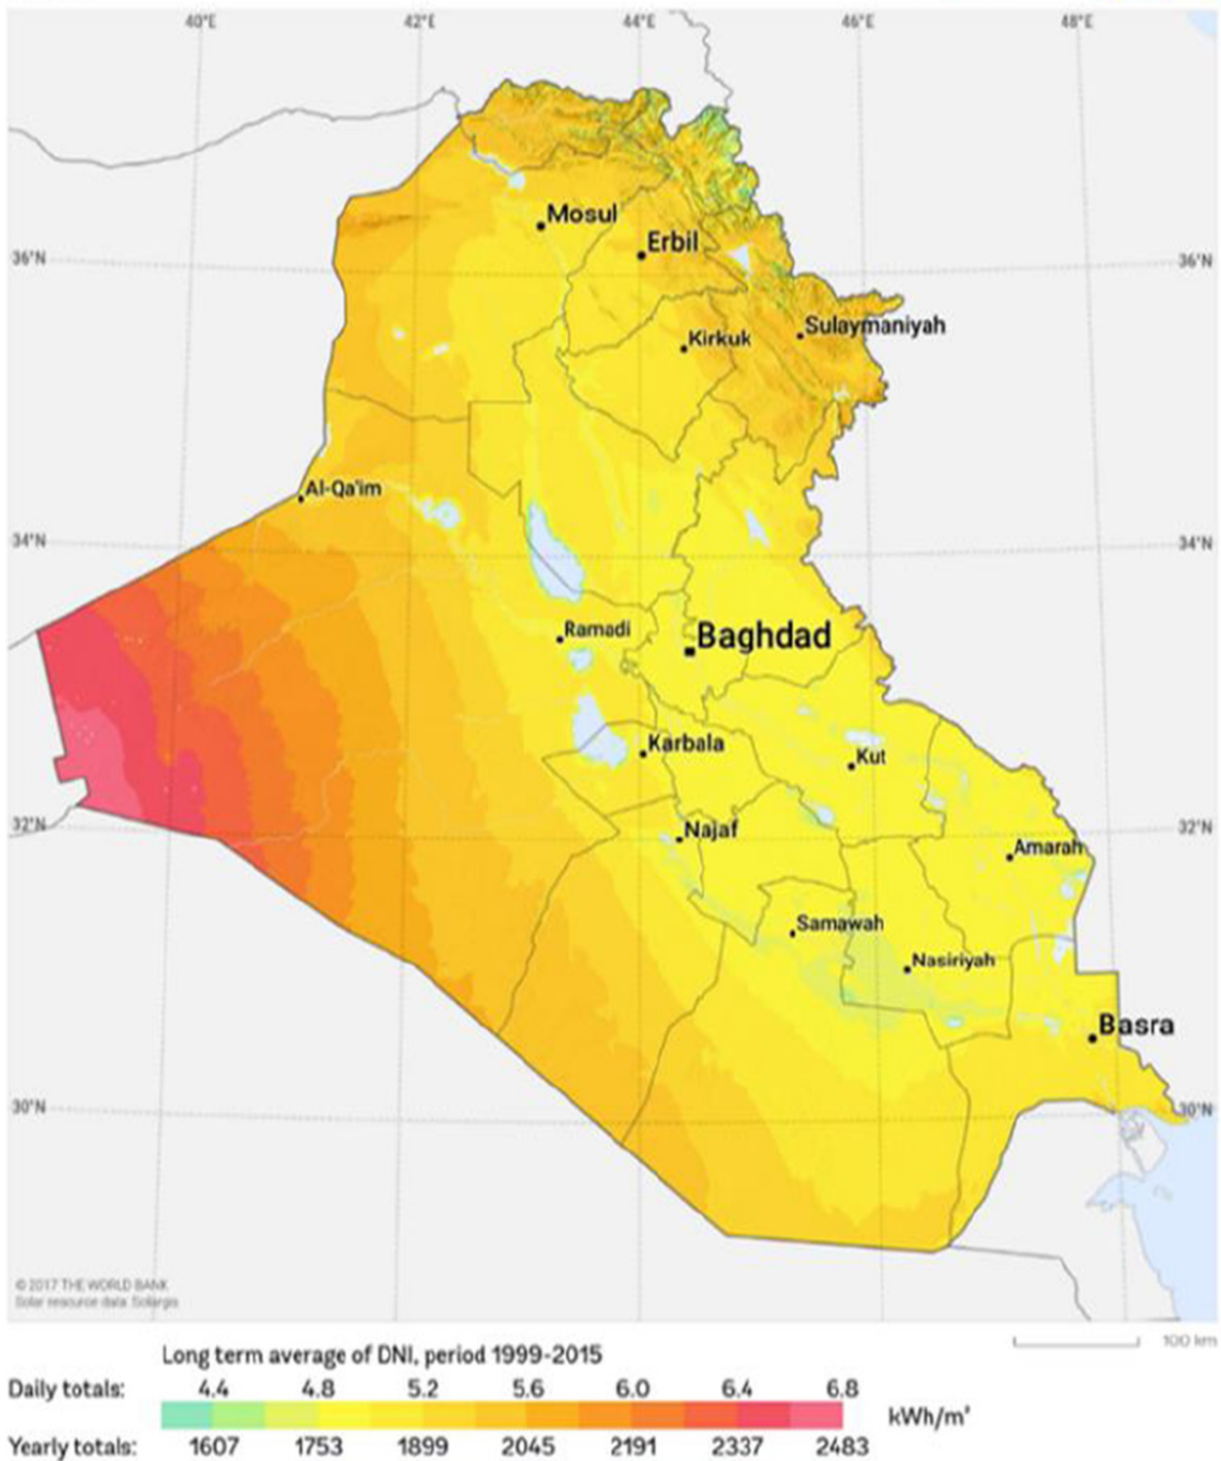 40°E 42°E 44°E 46°E 48°E
Mosul
Erbil
36°N 36°N
Sulaymaniyah
Kirkuk
Al-Qa'im
34°N 34°N
Ramadi
Baghdad
Karbala
Kut
32°N 32°N
Najaf
Amarah
Samawah
Nasiriyah
Basra
30°N 30°N
© 2017 THE WORLD BANK
Solar resource data: Solargis
100 km
Long term average of DNI, period 1999-2015
Daily totals: 4.4 4.8 5.2 5.6 6.0 6.4 6.8
kWh/m²
Yearly totals: 1607 1753 1899 2045 2191 2337 2483